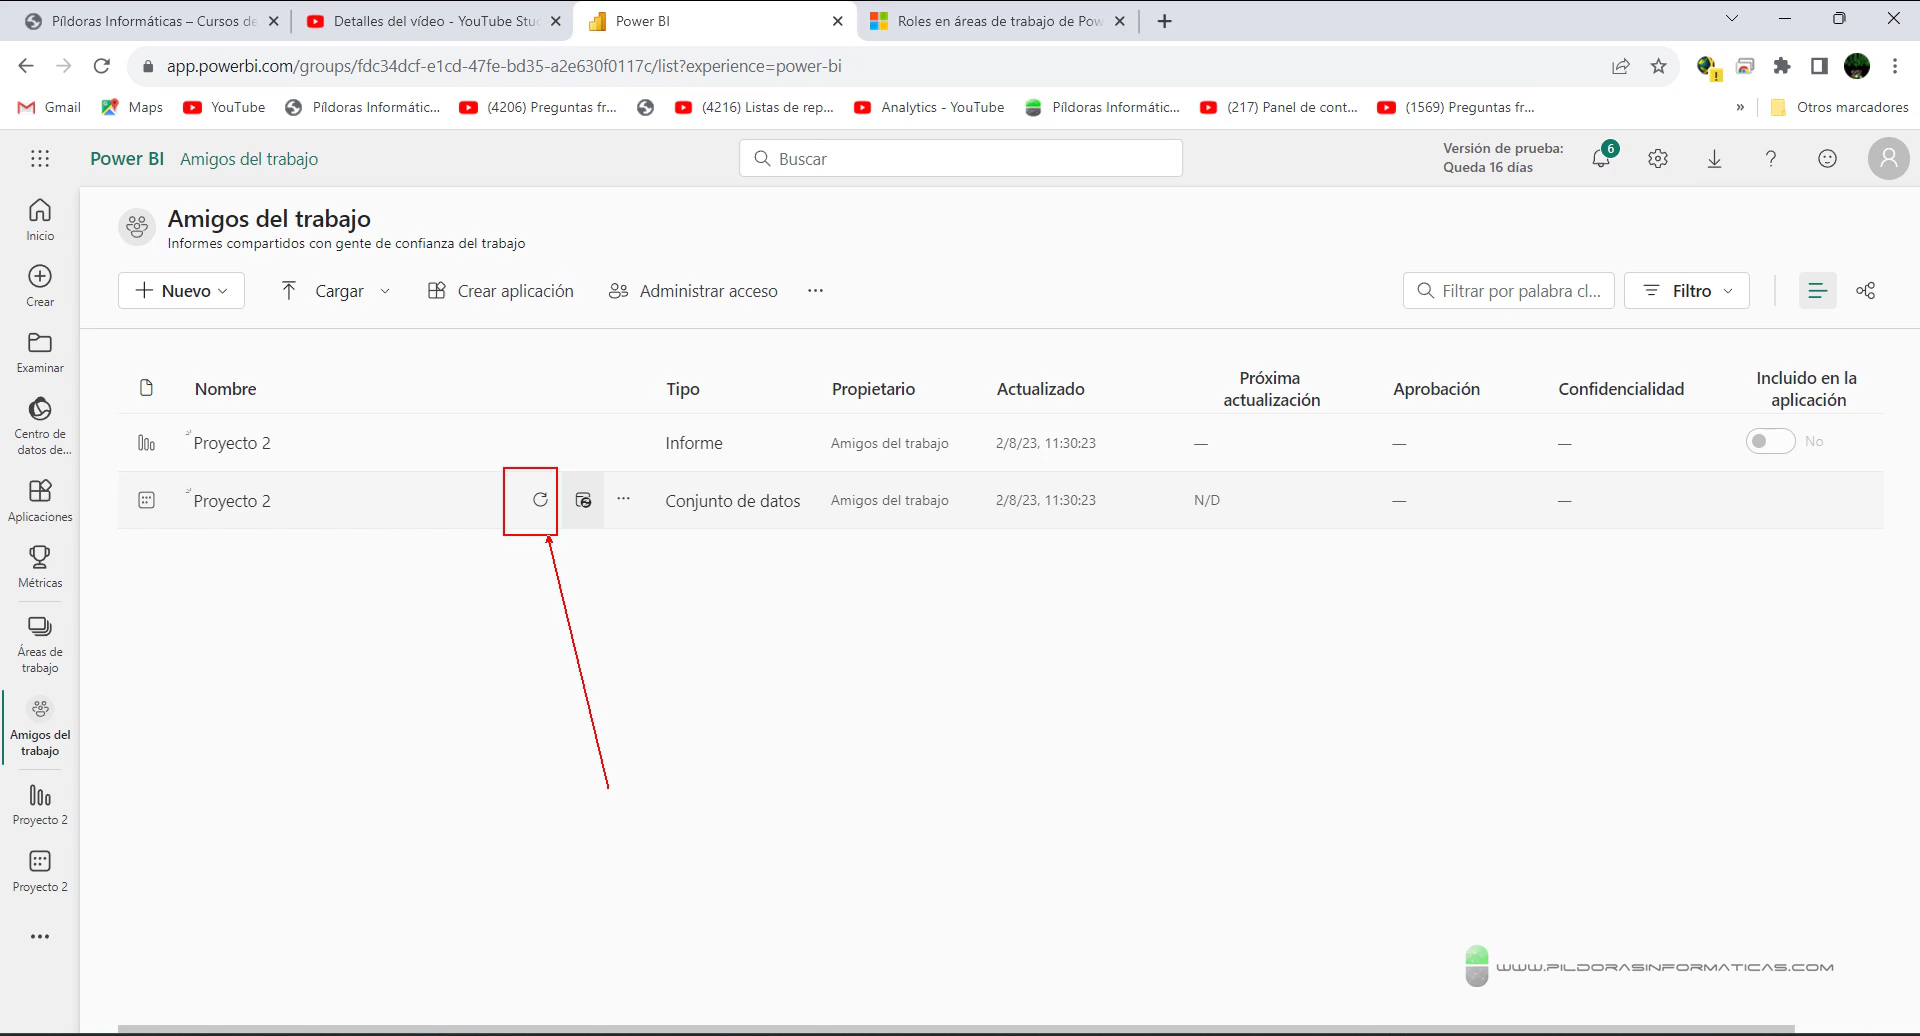 Píldoras Informáticas – Cursos de
Detalles del vídeo - YouTube Stu
Power BI
Roles en áreas de trabajo de Pow
app.powerbi.com/groups/fdc34dcf-e1cd-47fe-bd35-a2e630f0117c/list?experience=power-bi
Gmail
Maps
YouTube
Píldoras Informátic...
(4206) Preguntas fr...
(4216) Listas de rep...
Analytics - YouTube
Píldoras Informátic...
(217) Panel de cont...
(1569) Preguntas fr...
»
Otros marcadores
Power BI Amigos del trabajo
Buscar
Versión de prueba:
Queda 16 días
6
?
Inicio
Crear
Examinar
Centro de
datos de...
Aplicaciones
Métricas
Áreas de
trabajo
Amigos del
trabajo
Proyecto 2
Proyecto 2
Amigos del trabajo
Informes compartidos con gente de confianza del trabajo
Nuevo
Cargar
Crear aplicación
Administrar acceso
Filtrar por palabra cl...
Filtro
Nombre Tipo Propietario Actualizado Próxima actualización Aprobación Confidencialidad Incluido en la aplicación
Proyecto 2 Informe Amigos del trabajo 2/8/23, 11:30:23 — — — No
Proyecto 2 Conjunto de datos Amigos del trabajo 2/8/23, 11:30:23 N/D — —
WWW.PILDORASINFORMATICAS.COM